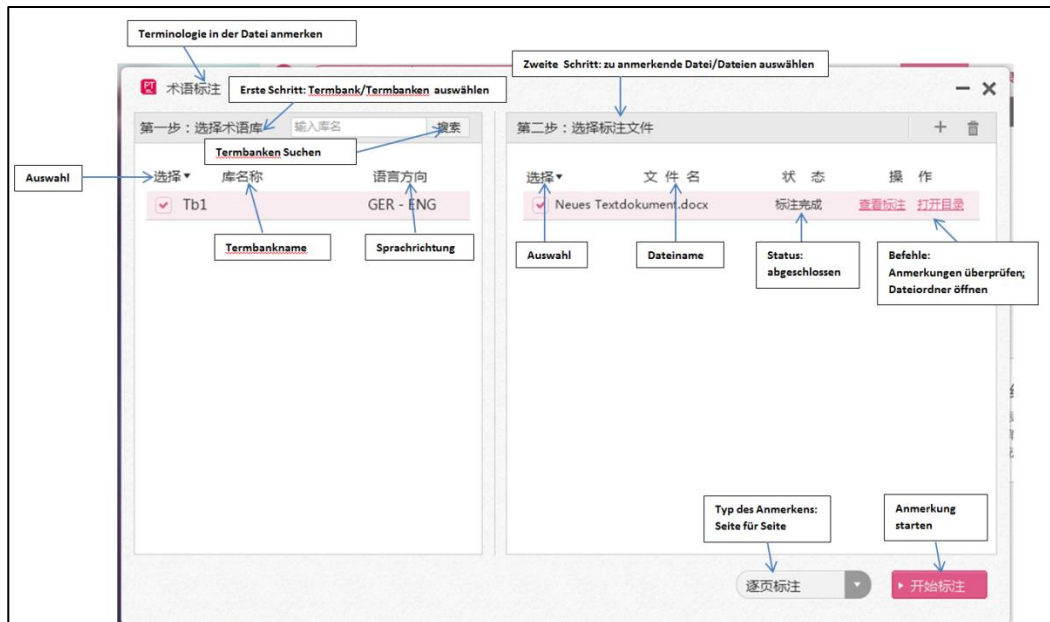 Terminologie in der Datei anmerken
Zweite Schritt: zu anmerkende Datei/Dateien auswählen
PT
术语标注
Erste Schritt: Termbank/Termbanken auswählen
第一步：选择术语库
输入库名
搜索
第二步：选择标注文件
Termbanken Suchen
Auswahl
选择▾ 库名称 语言方向
选择▾ 文件名 状态 操作
Tb1 GER - ENG
Neues Textdokument.docx 标注完成 查看标注 打开目录
Termbankname
Sprachrichtung
Auswahl
Dateiname
Status:
abgeschlossen
Befehle:
Anmerkungen überprüfen;
Dateiordner öffnen
Typ des Anmerkens:
Seite für Seite
Anmerkung
starten
逐页标注
开始标注